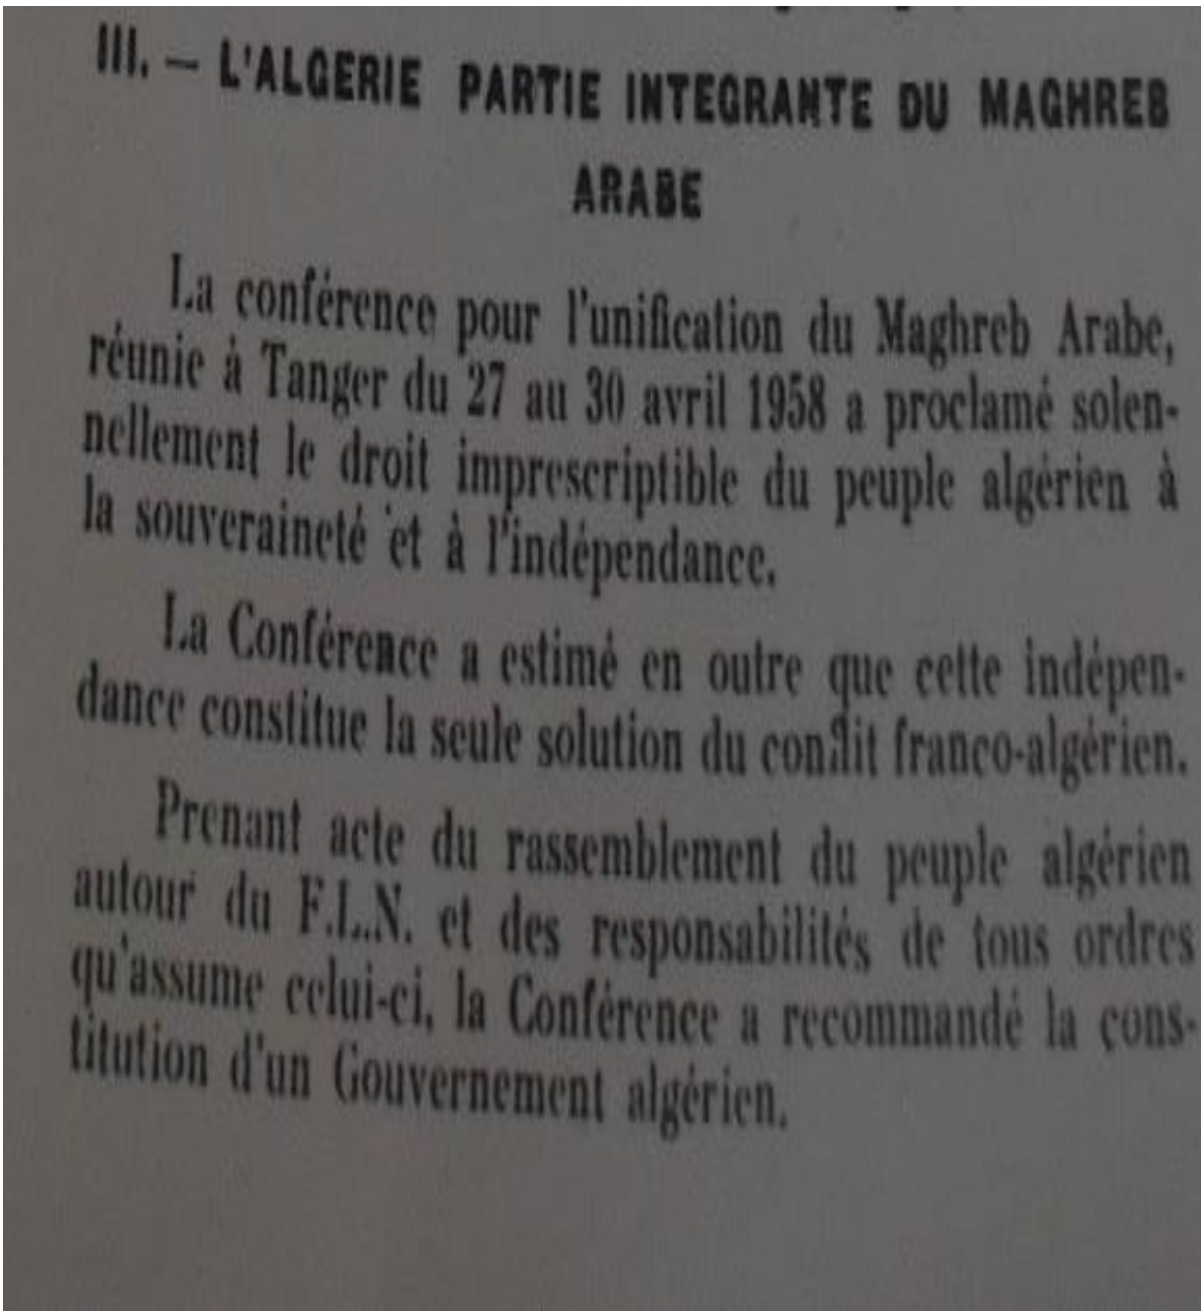 III. — L'ALGERIE PARTIE INTEGRANTE DU MAGHREB
ARABE
La conférence pour l'unification du Maghreb Arabe,
réunie à Tanger du 27 au 30 avril 1958 a proclamé solen-
nellement le droit imprescriptible du peuple algérien à
la souveraineté et à l'indépendance.
La Conférence a estimé en outre que cette indépen-
dance constitue la seule solution du conflit franco-algérien.
Prenant acte du rassemblement du peuple algérien
autour du F.L.N. et des responsabilités de tous ordres
qu'assume celui-ci, la Conférence a recommandé la cons-
titution d'un Gouvernement algérien.